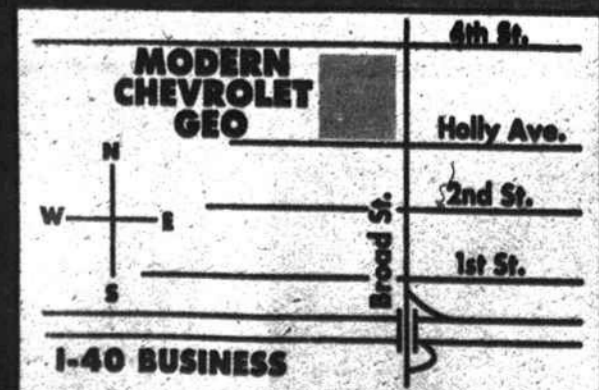 4th St.
MODERN
CHEVROLET
GEO
Holly Ave.
N
W
E
S
2nd St.
Broad St.
1st St.
I-40 BUSINESS